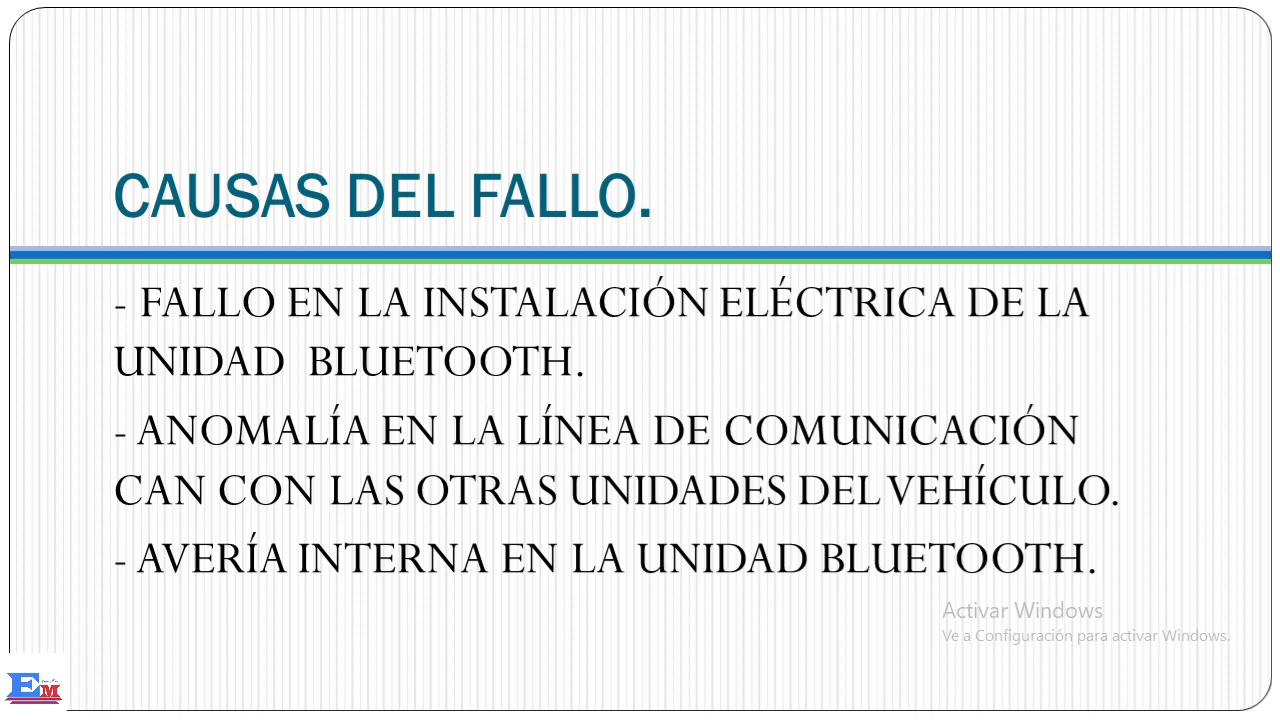 CAUSAS DEL FALLO.
- FALLO EN LA INSTALACIÓN ELÉCTRICA DE LA
UNIDAD  BLUETOOTH.
- ANOMALÍA EN LA LÍNEA DE COMUNICACIÓN
CAN CON LAS OTRAS UNIDADES DEL VEHÍCULO.
- AVERÍA INTERNA EN LA UNIDAD BLUETOOTH.
Activar Windows
Ve a Configuración para activar Windows.
EM